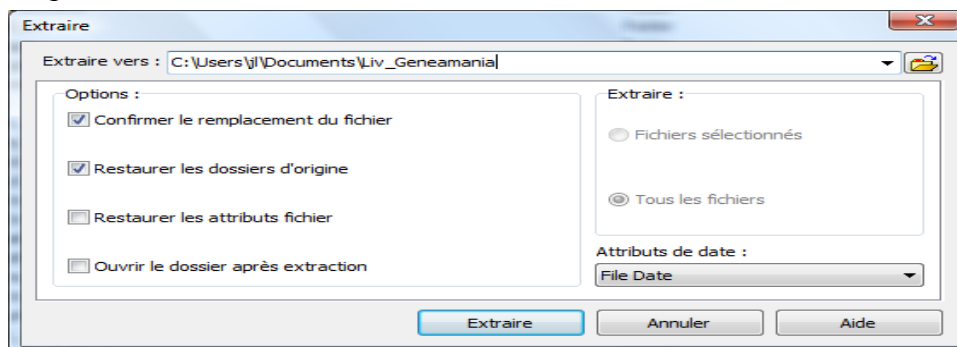 Extraire
Extraire vers : C:\Users\jl\Documents\Liv_Geneamania
Options :
Confirmer le remplacement du fichier
Restaurer les dossiers d'origine
Restaurer les attributs fichier
Ouvrir le dossier après extraction
Extraire :
Fichiers sélectionnés
Tous les fichiers
Attributs de date :
File Date
Extraire
Annuler
Aide